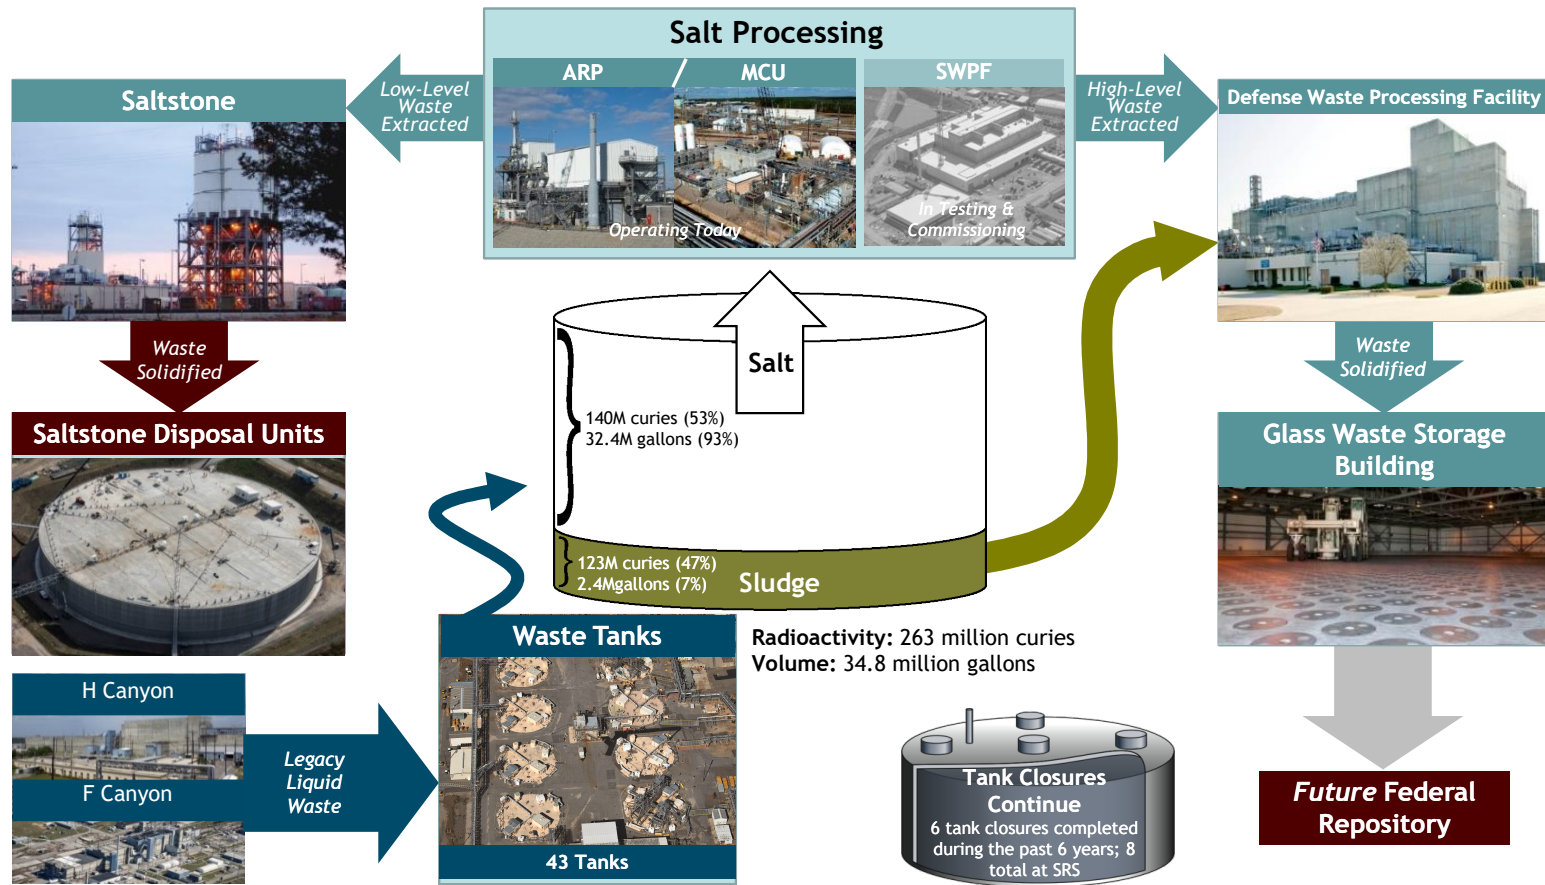 Salt Processing
ARP
MCU
SWPF
Operating Today
In Testing &
Commissioning
Low-Level
Waste
Extracted
High-Level
Waste
Extracted
Saltstone
Defense Waste Processing Facility
Waste
Solidified
Waste
Solidified
Saltstone Disposal Units
Glass Waste Storage
Building
Salt
140M curies (53%)
32.4M gallons (93%)
123M curies (47%)
2.4Mgallons (7%)
Sludge
Waste Tanks
43 Tanks
Radioactivity: 263 million curies
Volume: 34.8 million gallons
H Canyon
F Canyon
Legacy
Liquid
Waste
Tank Closures
Continue
6 tank closures completed
during the past 6 years; 8
total at SRS
Future Federal
Repository